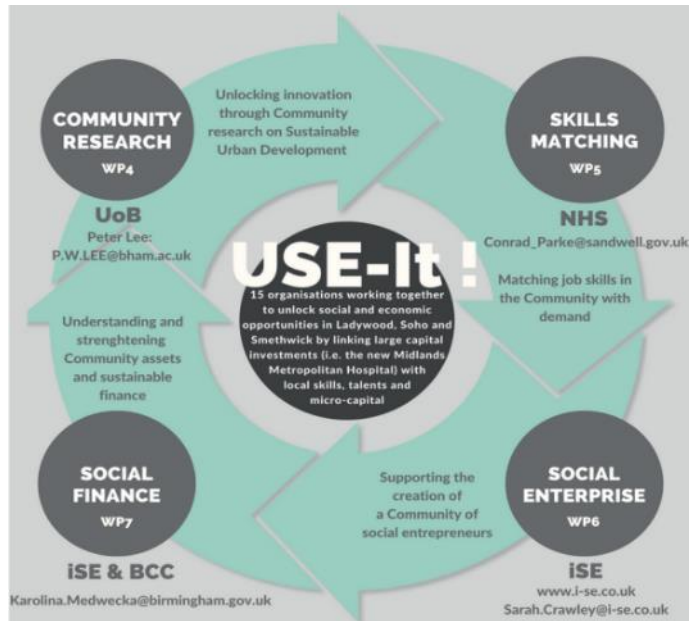 COMMUNITY
RESEARCH
WP4
UoB
Peter Lee:
P.W.LEE@bham.ac.uk
Unlocking innovation
through Community
research on Sustainable
Urban Development
SKILLS
MATCHING
WP5
NHS
Conrad_Parke@sandwell.gov.uk
Matching job skills in
the Community with
demand
USE-It !
15 organisations working together
to unlock social and economic
opportunities in Ladywood, Soho and
Smethwick by linking large capital
investments (i.e. the new Midlands
Metropolitan Hospital) with
local skills, talents and
micro-capital
Understanding and
strenghtening
Community assets
and sustainable
finance
SOCIAL
FINANCE
WP7
iSE & BCC
Karolina.Medwecka@birmingham.gov.uk
Supporting the
creation of
a Community of
social entrepreneurs
SOCIAL
ENTERPRISE
WP6
iSE
www.i-se.co.uk
Sarah.Crawley@i-se.co.uk